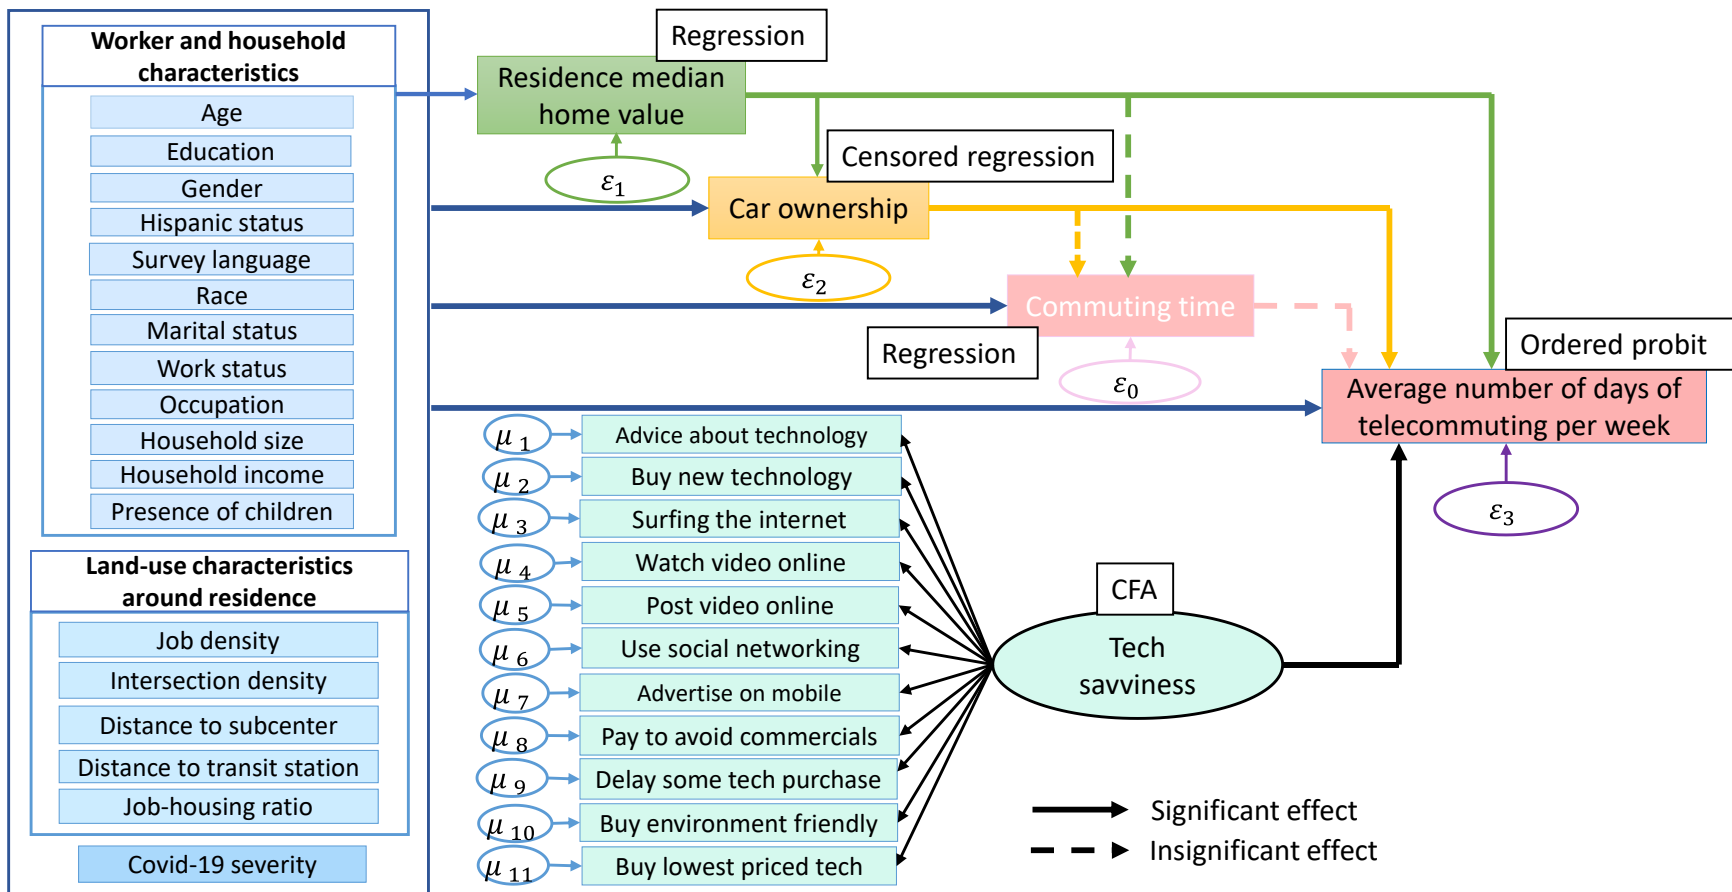 Worker and household
characteristics
Age
Education
Gender
Hispanic status
Survey language
Race
Marital status
Work status
Occupation
Household size
Household income
Presence of children
Land-use characteristics
around residence
Job density
Intersection density
Distance to subcenter
Distance to transit station
Job-housing ratio
Covid-19 severity
Regression
Residence median
home value
ε1
Censored regression
Car ownership
ε2
Commuting time
Regression
ε0
Ordered probit
Average number of days of
telecommuting per week
ε3
μ 1
Advice about technology
μ 2
Buy new technology
μ 3
Surfing the internet
μ 4
Watch video online
μ 5
Post video online
μ 6
Use social networking
μ 7
Advertise on mobile
μ 8
Pay to avoid commercials
μ 9
Delay some tech purchase
μ 10
Buy environment friendly
μ 11
Buy lowest priced tech
CFA
Tech
savviness
Significant effect
Insignificant effect